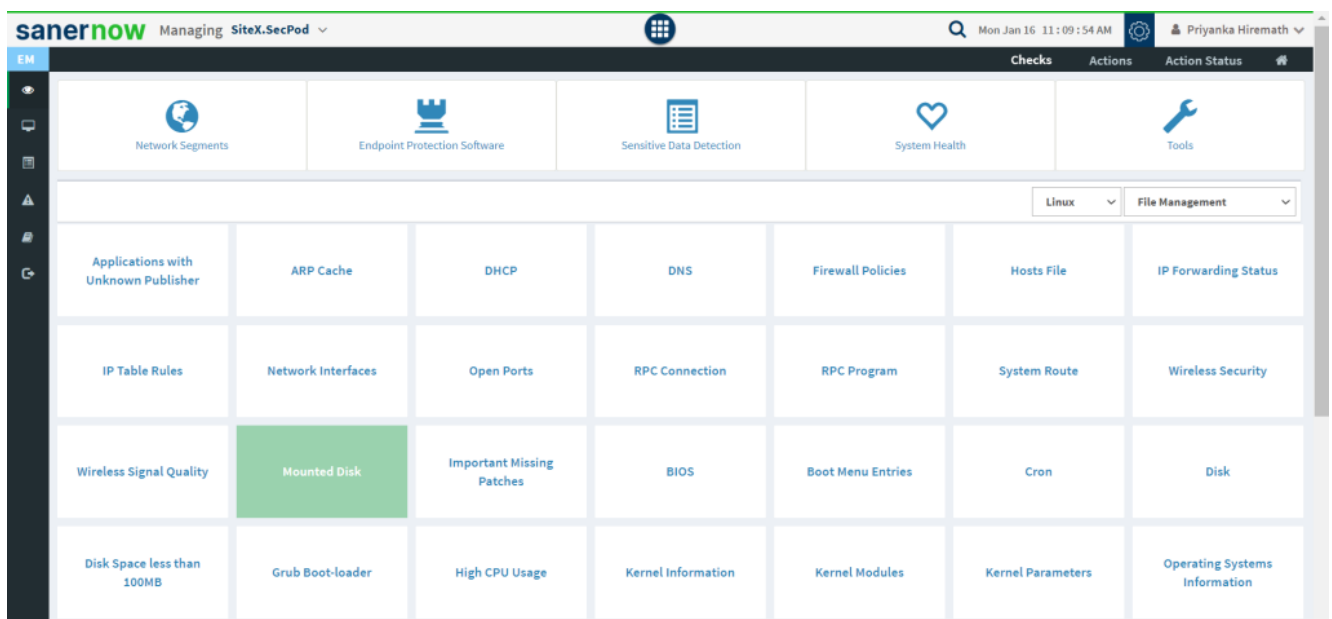 sanernow Managing SiteX.SecPod Mon Jan 16 11:09:54 AM Priyanka Hiremath
EM Checks Actions Action Status
Network Segments Endpoint Protection Software Sensitive Data Detection System Health Tools
Linux File Management
Applications with
Unknown Publisher
ARP Cache
DHCP
DNS
Firewall Policies
Hosts File
IP Forwarding Status
IP Table Rules
Network Interfaces
Open Ports
RPC Connection
RPC Program
System Route
Wireless Security
Wireless Signal Quality
Mounted Disk
Important Missing
Patches
BIOS
Boot Menu Entries
Cron
Disk
Disk Space less than
100MB
Grub Boot-loader
High CPU Usage
Kernel Information
Kernel Modules
Kernel Parameters
Operating Systems
Information